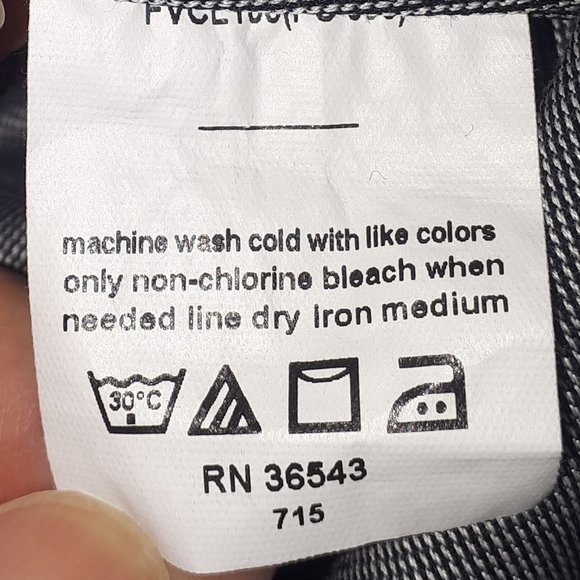 machine wash cold with like colors
only non-chlorine bleach when
needed line dry iron medium
30°C
RN 36543
715